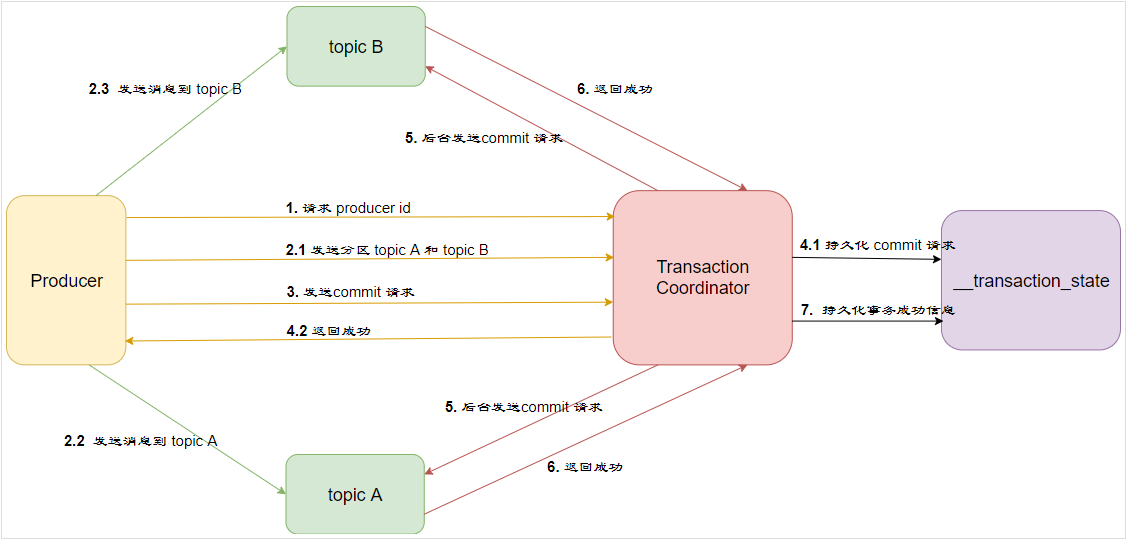 topic B
2.3 发送消息到 topic B
6. 返回成功
5. 后台发送commit 请求
1. 请求 producer id
2.1 发送分区 topic A 和 topic B
4.1 持久化 commit 请求
Producer
Transaction
Coordinator
__transaction_state
3. 发送commit 请求
7. 持久化事务成功信息
4.2 返回成功
5. 后台发送commit 请求
2.2 发送消息到 topic A
6. 返回成功
topic A